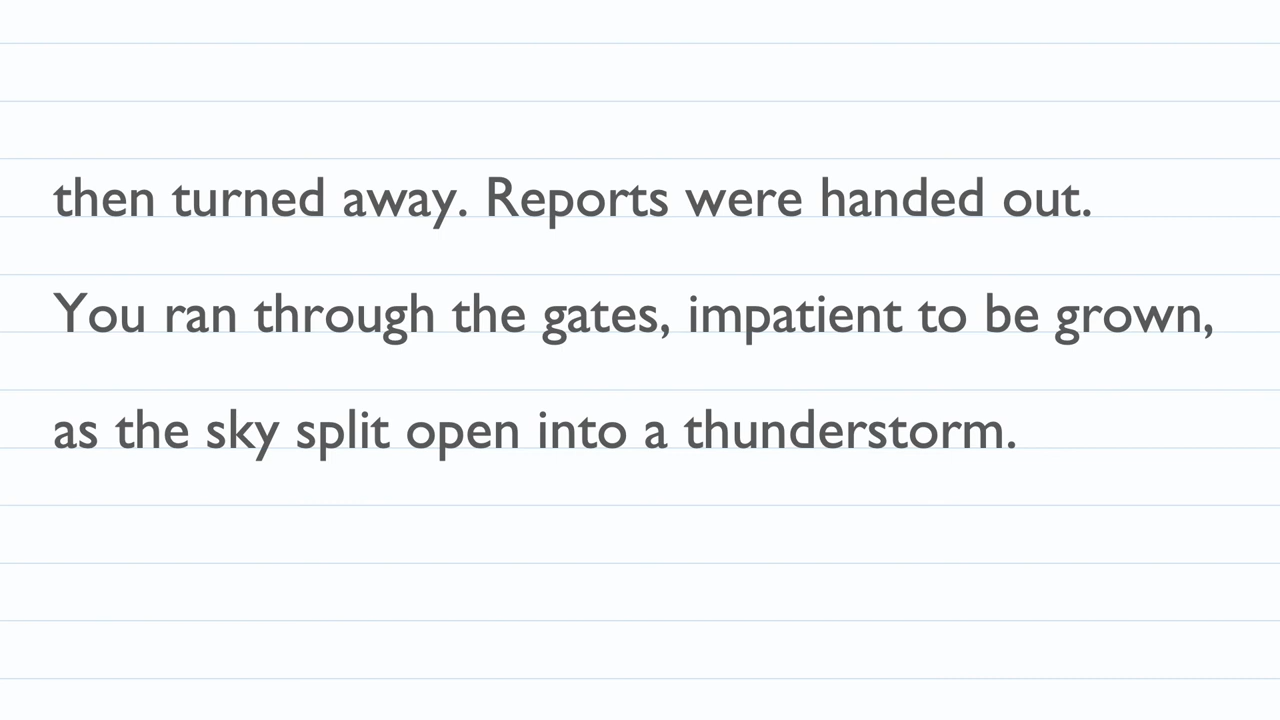 then turned away. Reports were handed out.
You ran through the gates, impatient to be grown,
as the sky split open into a thunderstorm.